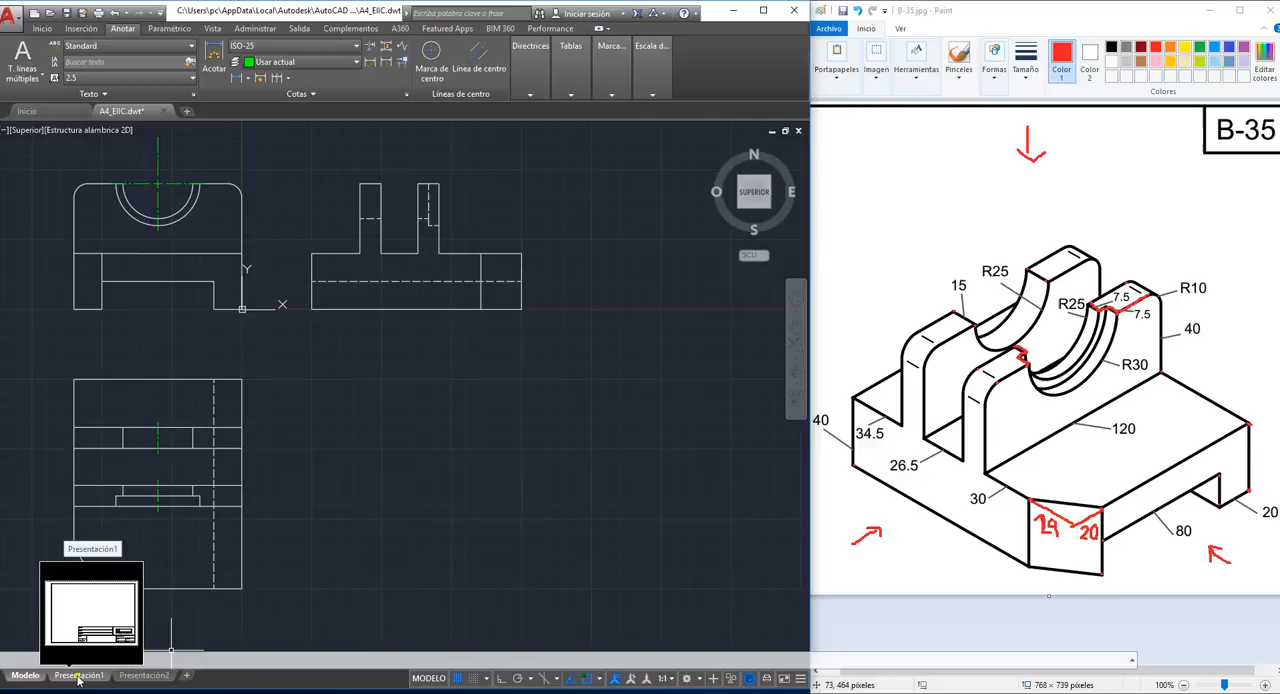 C:\Users\pc\AppData\Local\Autodesk\AutoCAD ... A4_EIIC.dwt
Escriba palabra clave o frase
Iniciar sesión
Inicio Inserción Anotar Paramétrico Vista Administrar Salida Complementos A360 Featured Apps BIM 360 Performance
T. líneas múltiples
Standard
Buscar texto
2.5
Acotar
ISO-25
Usar actual
Marca de centro
Línea de centro
Directrices
Tablas
Marca...
Escala d...
Texto
Cotas
Líneas de centro
Inicio
A4_EIIC.dwt*
[Superior][Estructura alámbrica 2D]
N
O
SUPERIOR
E
S
SCU
Y
X
Presentación1
Modelo
Presentación1
Presentación2
MODELO
1:1
B-35.jpg - Paint
Archivo
Inicio
Ver
Portapapeles
Imagen
Herramientas
Pinceles
Formas
Tamaño
Color 1
Color 2
Editar colores
Colores
B-35
R25
15
R25
7.5
7.5
R10
40
R30
40
34.5
26.5
120
30
29
20
80
20
73, 464 píxeles
768 × 739píxeles
100%